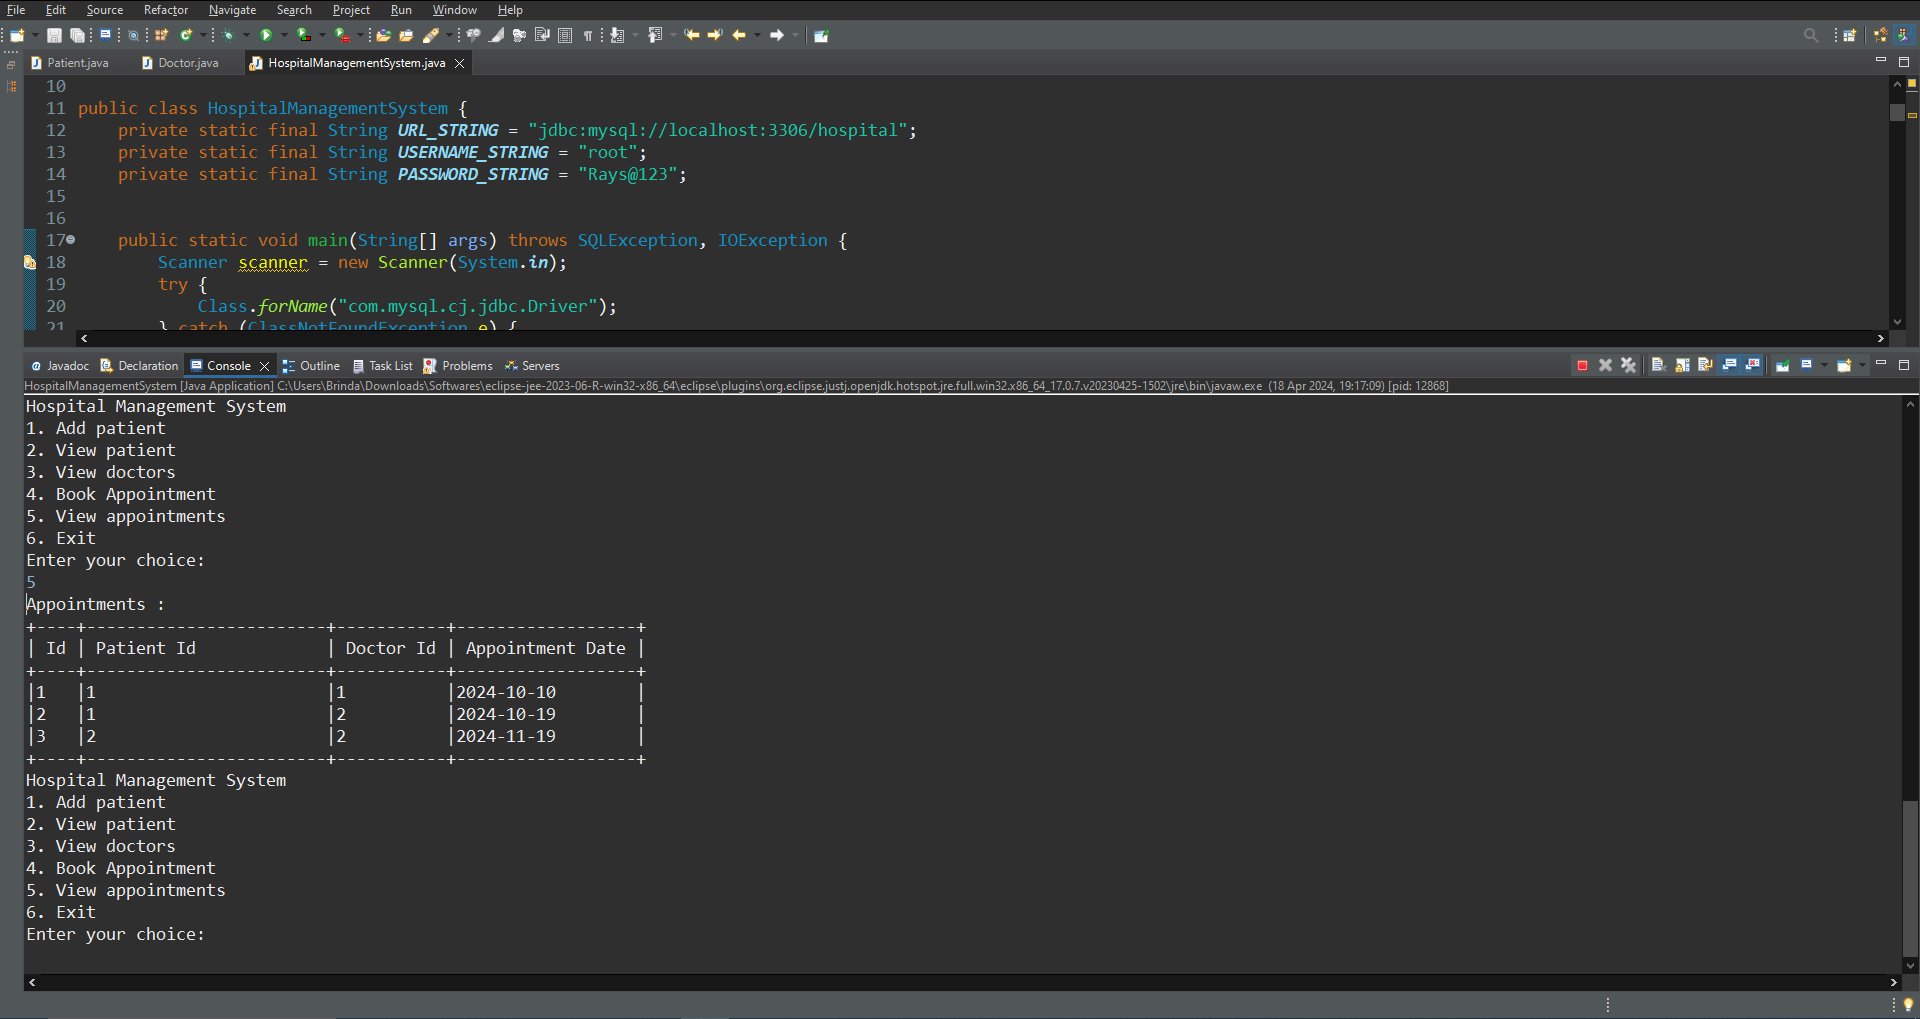 File Edit Source Refactor Navigate Search Project Run Window Help
Patient.java Doctor.java HospitalManagementSystem.java
10
11 public class HospitalManagementSystem {
12 private static final String URL_STRING = "jdbc:mysql://localhost:3306/hospital";
13 private static final String USERNAME_STRING = "root";
14 private static final String PASSWORD_STRING = "Rays@123";
15
16
17 public static void main(String[] args) throws SQLException, IOException {
18 Scanner scanner = new Scanner(System.in);
19 try {
20 Class.forName("com.mysql.cj.jdbc.Driver");
21 } catch (ClassNotFoundException e) {
Javadoc Declaration Console Outline Task List Problems Servers
HospitalManagementSystem [Java Application] C:\Users\Brinda\Downloads\Softwares\eclipse-jee-2023-06-R-win32-x86_64\eclipse\plugins\org.eclipse.justj.openjdk.hotspot.jre.full.win32.x86_64_17.0.7.v20230425-1502\jre\bin\javaw.exe (18 Apr 2024, 19:17:09) [pid: 12868]
Hospital Management System
1. Add patient
2. View patient
3. View doctors
4. Book Appointment
5. View appointments
6. Exit
Enter your choice:
5
Appointments :
+----+------------------------+-----------+------------------+
| Id | Patient Id             | Doctor Id | Appointment Date |
+----+------------------------+-----------+------------------+
|1   |1                       |1          |2024-10-10        |
|2   |1                       |2          |2024-10-19        |
|3   |2                       |2          |2024-11-19        |
+----+------------------------+-----------+------------------+
Hospital Management System
1. Add patient
2. View patient
3. View doctors
4. Book Appointment
5. View appointments
6. Exit
Enter your choice: